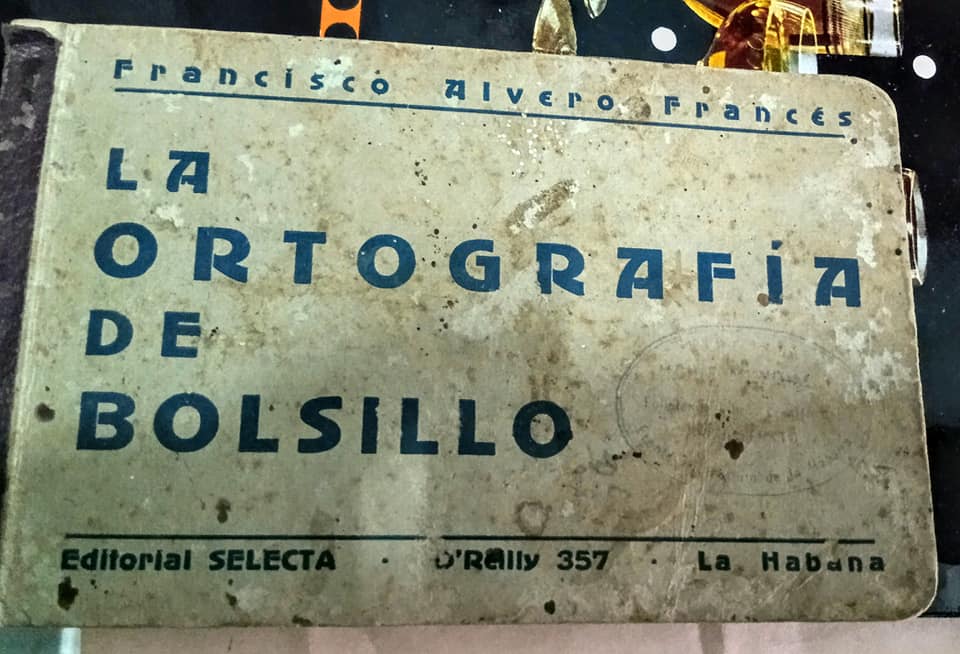 Francisco Alvero Francés
LA
ORTOGRAFÍA
DE
BOLSILLO
Editorial SELECTA · O'Reilly 357 · La Habana